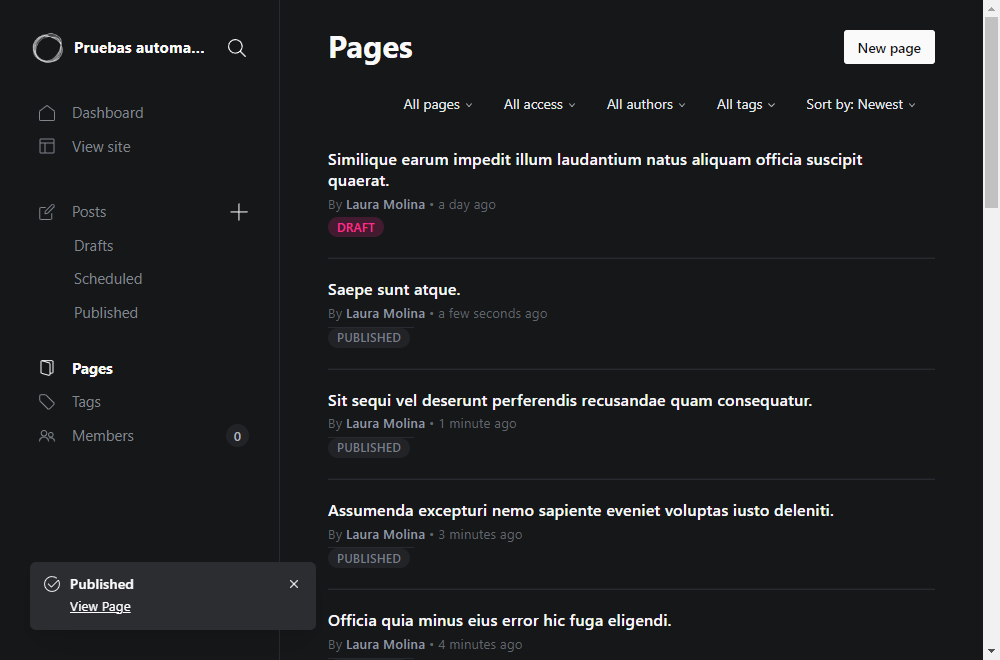 Pruebas automa...
Dashboard
View site
Posts
Drafts
Scheduled
Published
Pages
Tags
Members
0
Published
View Page
Pages
New page
All pages
All access
All authors
All tags
Sort by: Newest
Similique earum impedit illum laudantium natus aliquam officia suscipit
quaerat.
By Laura Molina • a day ago
DRAFT
Saepe sunt atque.
By Laura Molina • a few seconds ago
PUBLISHED
Sit sequi vel deserunt perferendis recusandae quam consequatur.
By Laura Molina • 1 minute ago
PUBLISHED
Assumenda excepturi nemo sapiente eveniet voluptas iusto deleniti.
By Laura Molina • 3 minutes ago
PUBLISHED
Officia quia minus eius error hic fuga eligendi.
By Laura Molina • 4 minutes ago